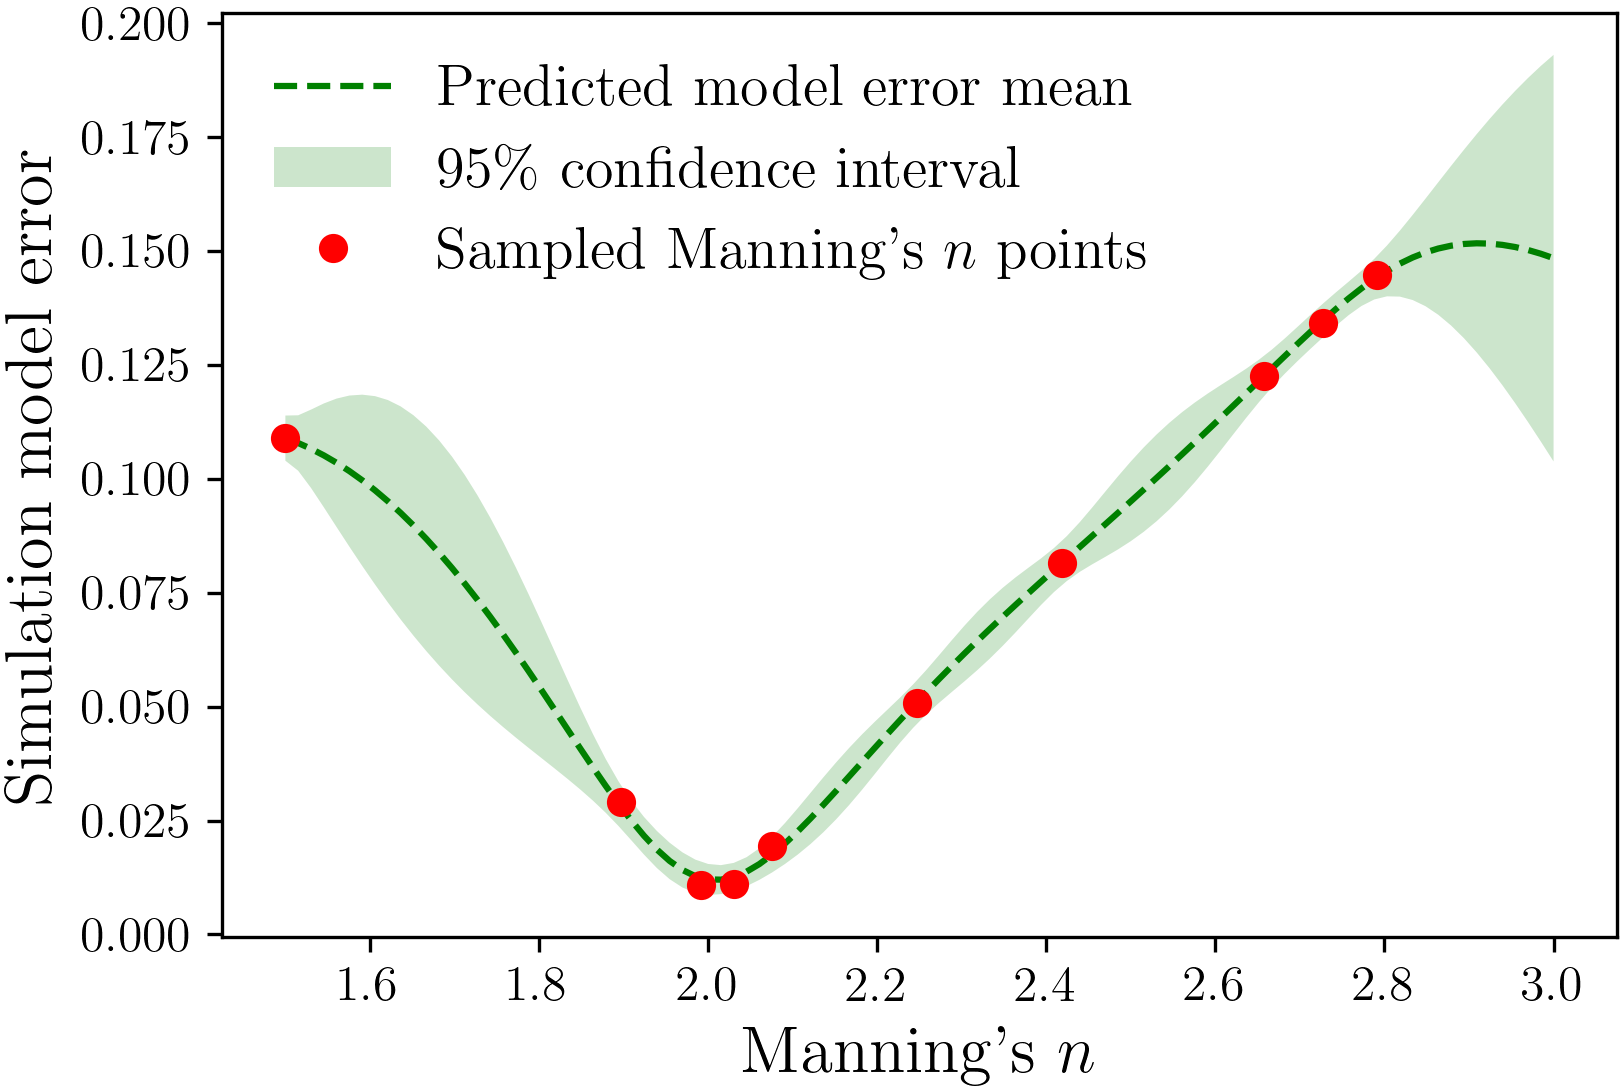 0.200
0.175
0.150
0.125
0.100
0.075
0.050
0.025
0.000
Simulation model error
Predicted model error mean
95% confidence interval
Sampled Manning's n points
1.6 1.8 2.0 2.2 2.4 2.6 2.8 3.0
Manning's n